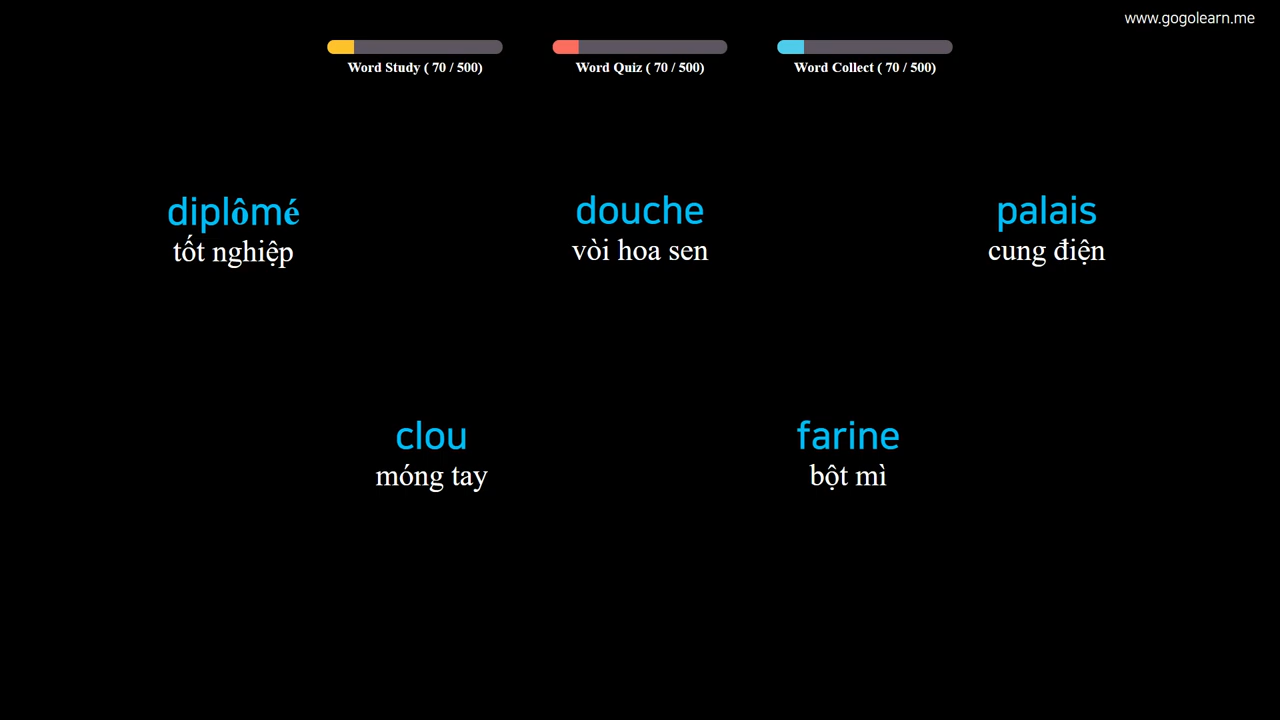 www.gogolearn.me
Word Study ( 70 / 500)
Word Quiz ( 70 / 500)
Word Collect ( 70 / 500)
diplômé
tốt nghiệp
douche
vòi hoa sen
palais
cung điện
clou
móng tay
farine
bột mì